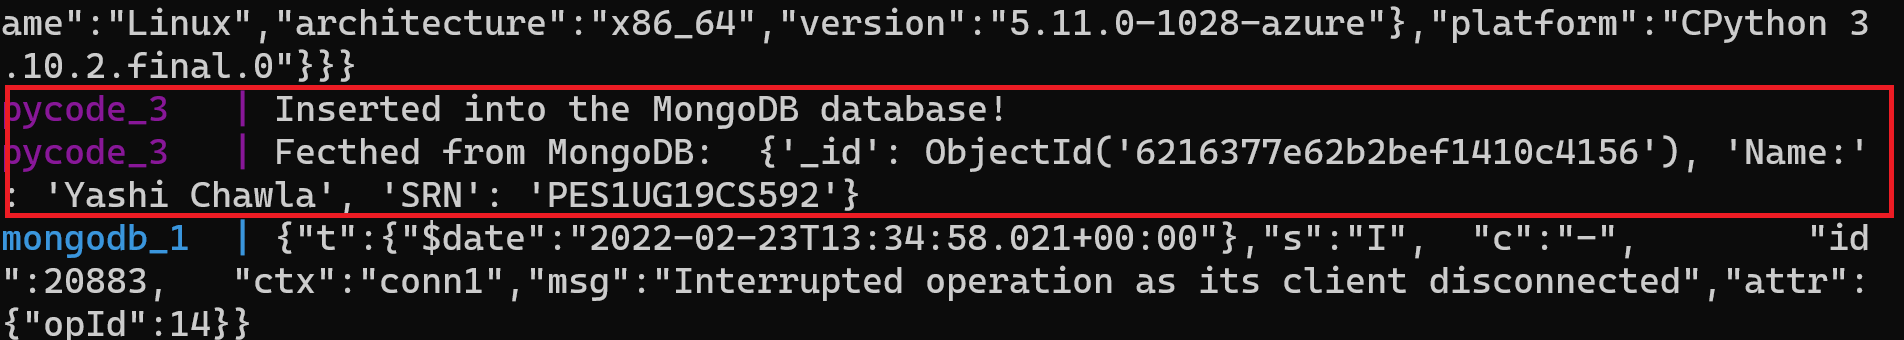 ame":"Linux","architecture":"x86_64","version":"5.11.0-1028-azure"},"platform":"CPython 3
.10.2.final.0"}}}
pycode_3   | Inserted into the MongoDB database!
pycode_3   | Fecthed from MongoDB:  {'_id': ObjectId('6216377e62b2bef1410c4156'), 'Name:'
: 'Yashi Chawla', 'SRN': 'PES1UG19CS592'}
mongodb_1  | {"t":{"$date":"2022-02-23T13:34:58.021+00:00"},"s":"I",  "c":"-",        "id
":20883,   "ctx":"conn1","msg":"Interrupted operation as its client disconnected","attr":
{"opId":14}}